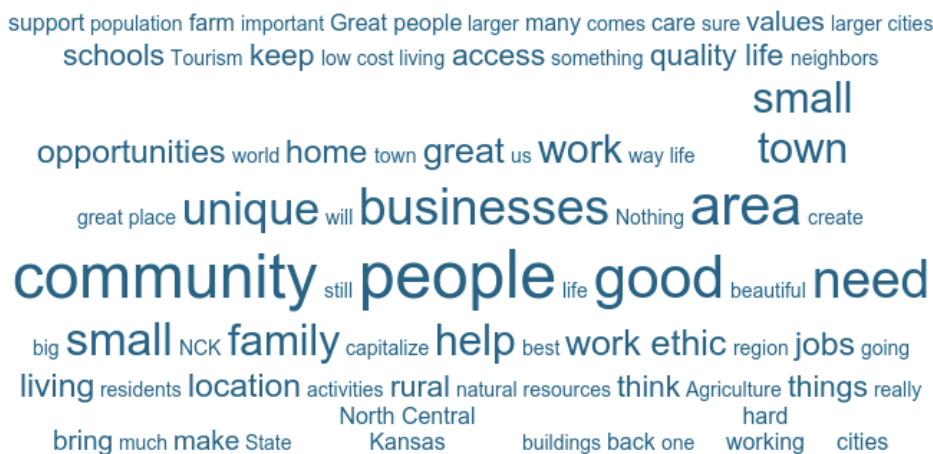 support population farm important Great people larger many comes care sure values larger cities
schools Tourism keep low cost living access something quality life neighbors
small
opportunities world home town great us work way life town
great place unique will businesses Nothing area create
community still people life good beautiful need
big small NCK family capitalize help best work ethic region jobs going
living residents location activities rural natural resources think Agriculture things really
North Central hard
bring much make State Kansas buildings back one working cities